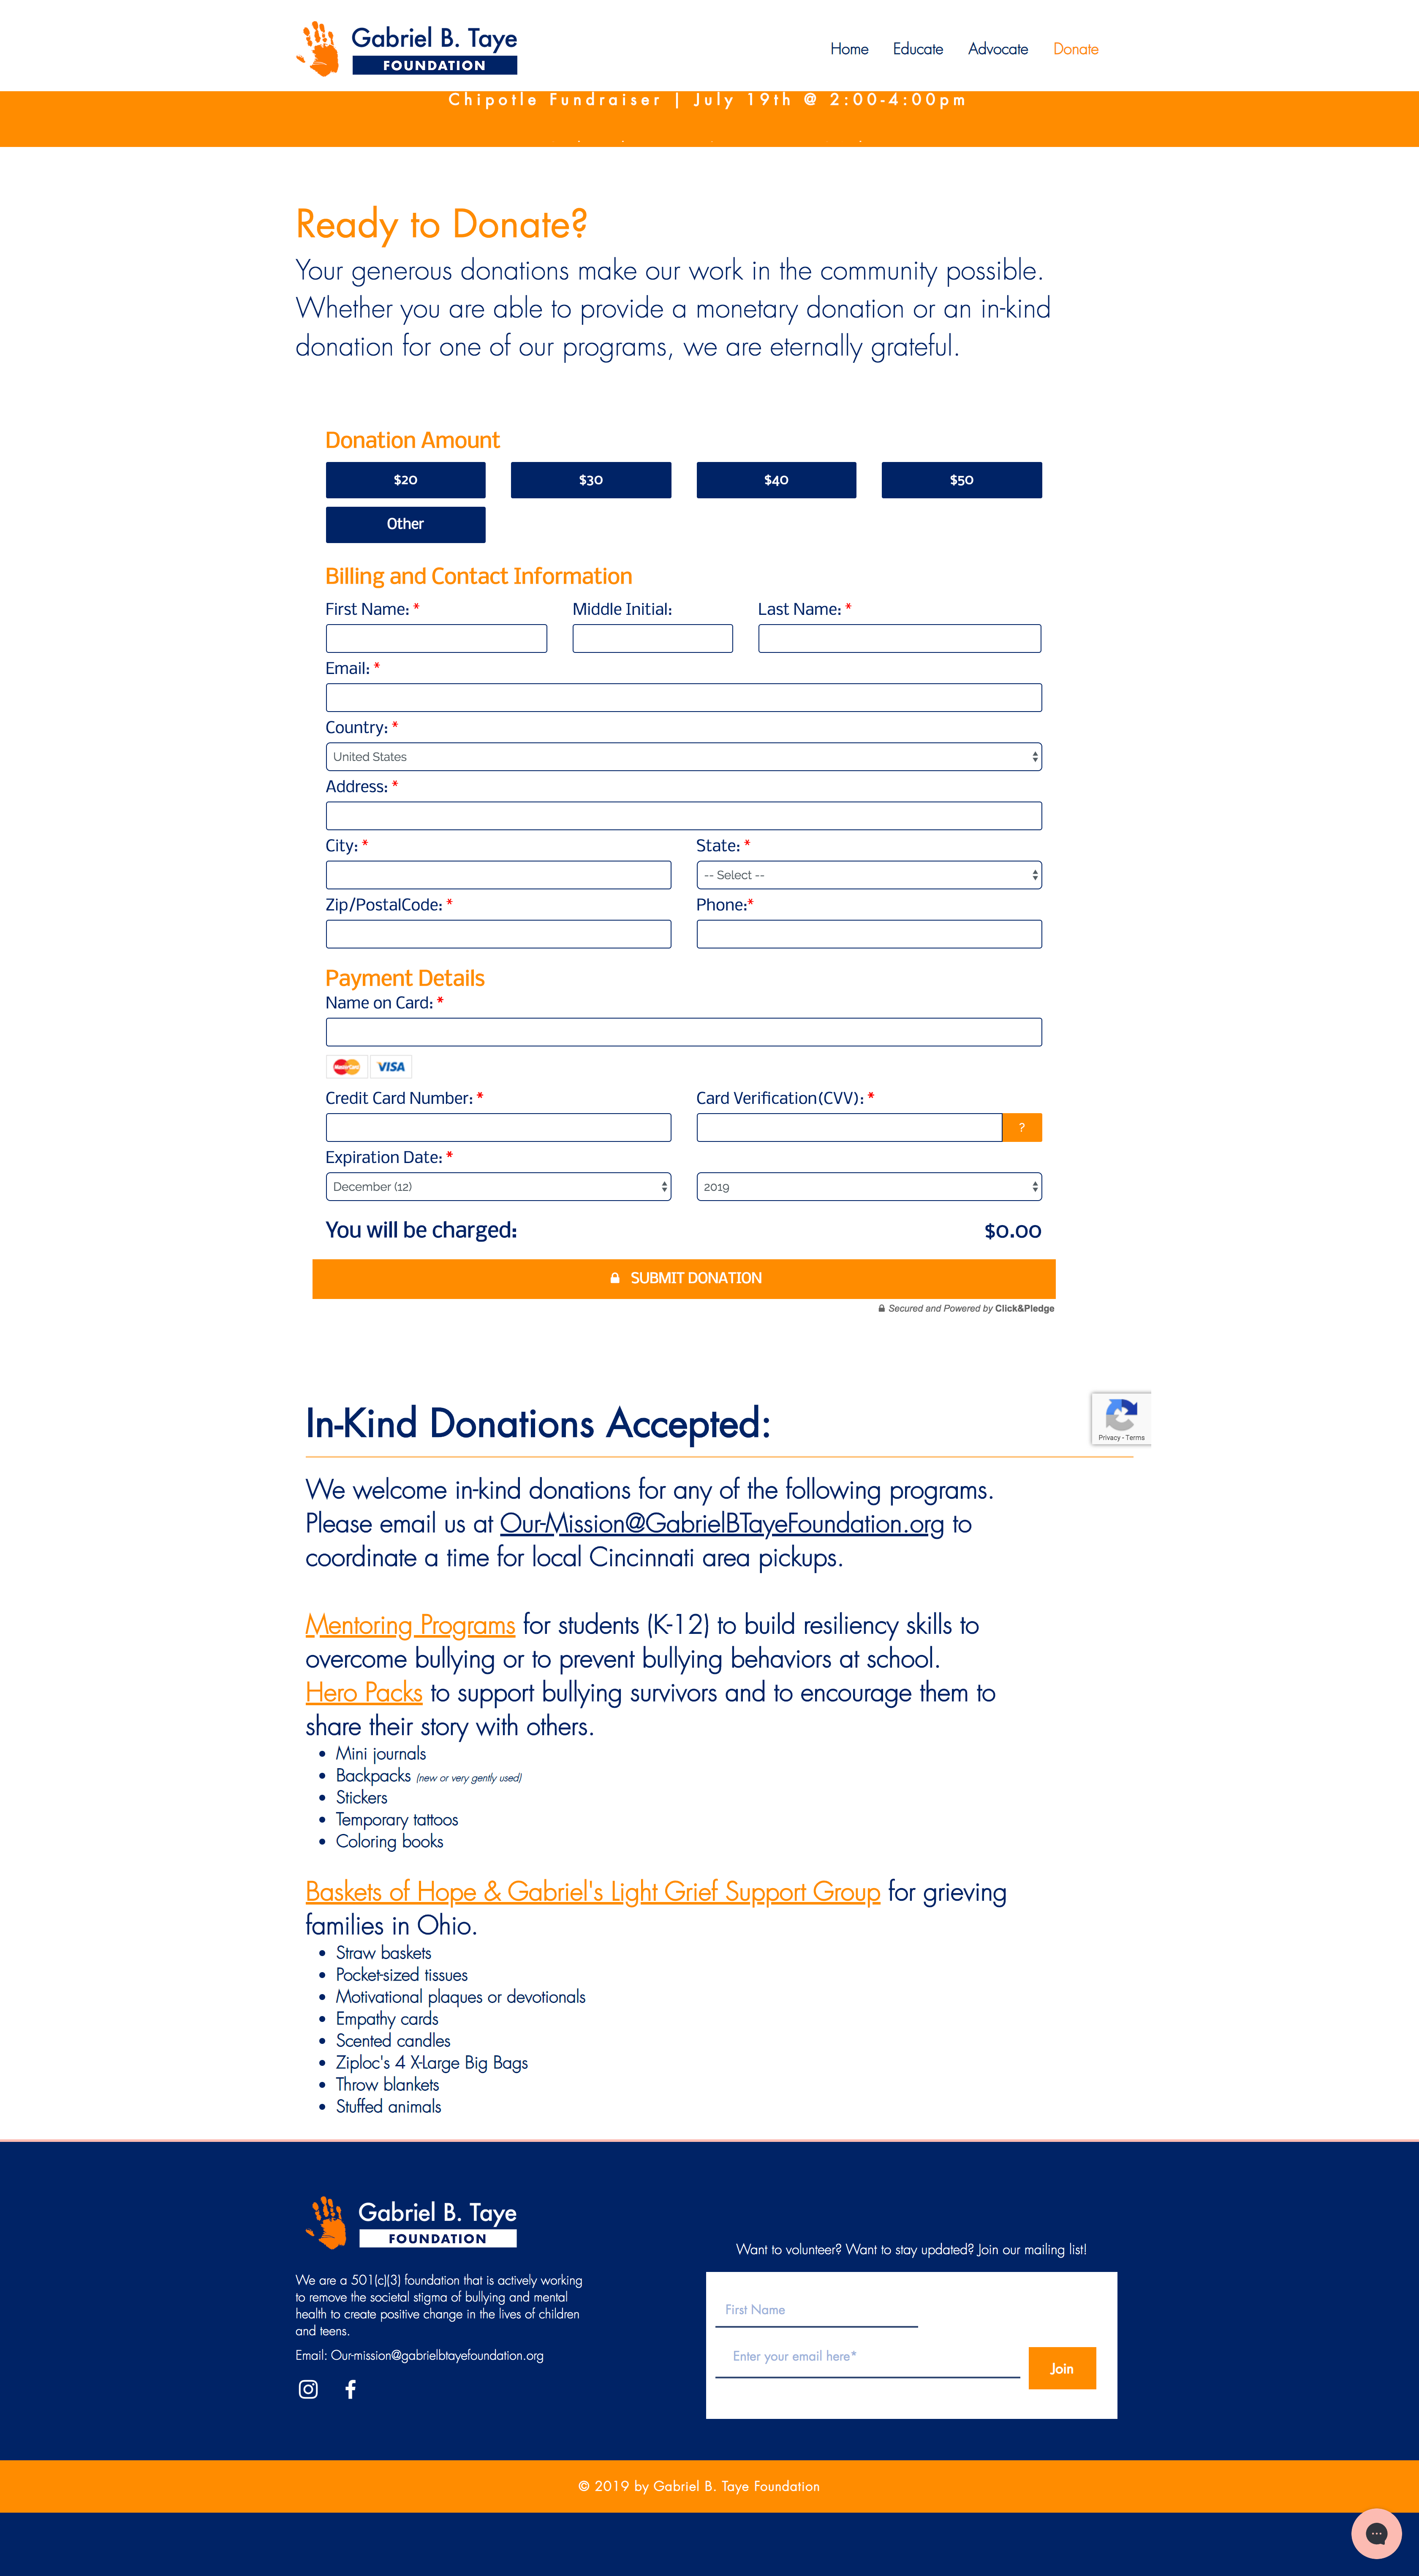 Gabriel B. Taye
FOUNDATION
Home Educate Advocate Donate
Chipotle Fundraiser | July 19th @ 2:00-4:00pm
Ready to Donate?
Your generous donations make our work in the community possible.
Whether you are able to provide a monetary donation or an in-kind
donation for one of our programs, we are eternally grateful.
Donation Amount
$20 $30 $40 $50
Other
Billing and Contact Information
First Name: * Middle Initial: Last Name: *
Email: *
Country: *
United States
Address: *
City: * State: *
-- Select --
Zip/PostalCode: * Phone:*
Payment Details
Name on Card: *
MasterCard VISA
Credit Card Number: * Card Verification(CVV): *
?
Expiration Date: *
December (12) 2019
You will be charged: $0.00
SUBMIT DONATION
Secured and Powered by Click&Pledge
In-Kind Donations Accepted:
Privacy - Terms
We welcome in-kind donations for any of the following programs.
Please email us at Our-Mission@GabrielBTayeFoundation.org to
coordinate a time for local Cincinnati area pickups.
Mentoring Programs for students (K-12) to build resiliency skills to
overcome bullying or to prevent bullying behaviors at school.
Hero Packs to support bullying survivors and to encourage them to
share their story with others.
• Mini journals
• Backpacks (new or very gently used)
• Stickers
• Temporary tattoos
• Coloring books
Baskets of Hope & Gabriel's Light Grief Support Group for grieving
families in Ohio.
• Straw baskets
• Pocket-sized tissues
• Motivational plaques or devotionals
• Empathy cards
• Scented candles
• Ziploc's 4 X-Large Big Bags
• Throw blankets
• Stuffed animals
Gabriel B. Taye
FOUNDATION
We are a 501(c)(3) foundation that is actively working
to remove the societal stigma of bullying and mental
health to create positive change in the lives of children
and teens.
Email: Our-mission@gabrielbtayefoundation.org
Want to volunteer? Want to stay updated? Join our mailing list!
First Name
Enter your email here*
Join
© 2019 by Gabriel B. Taye Foundation